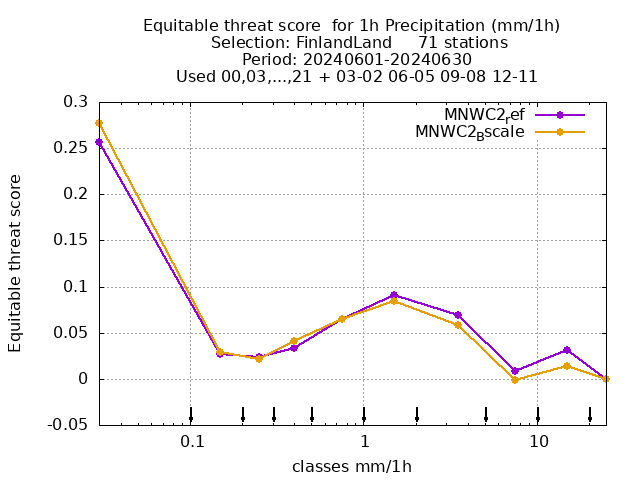 Equitable threat score  for 1h Precipitation (mm/1h)
Selection: FinlandLand     71 stations
Period: 20240601-20240630
Used 00,03,...,21 + 03-02 06-05 09-08 12-11
MNWC2ref
MNWC2Bscale
0.3
0.25
0.2
0.15
0.1
0.05
0
-0.05
Equitable threat score
0.1 1 10
classes mm/1h